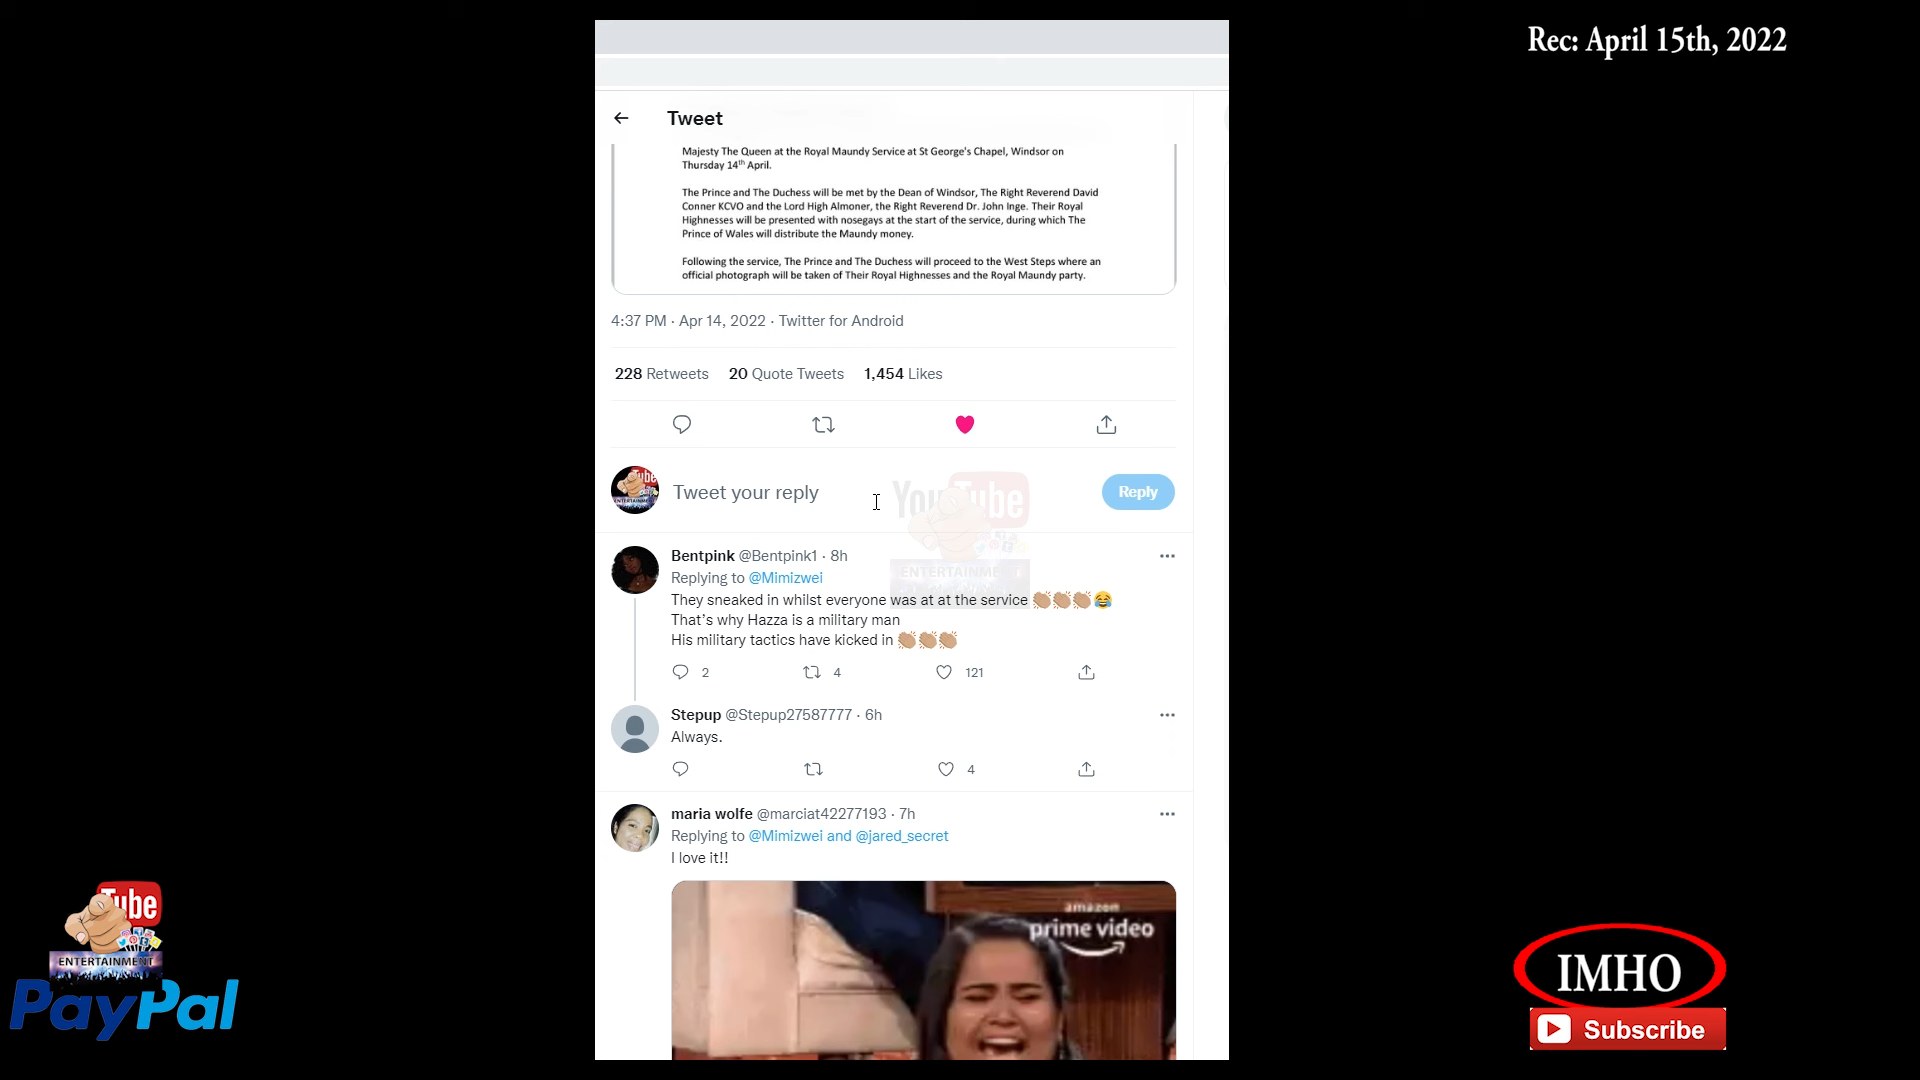 Rec: April 15th, 2022
Tweet
Majesty The Queen at the Royal Maundy Service at St George's Chapel, Windsor on
Thursday 14th April.
The Prince and The Duchess will be met by the Dean of Windsor, The Right Reverend David
Conner KCVO and the Lord High Almoner, the Right Reverend Dr. John Inge. Their Royal
Highnesses will be presented with nosegays at the start of the service, during which The
Prince of Wales will distribute the Maundy money.
Following the service, The Prince and The Duchess will proceed to the West Steps where an
official photograph will be taken of Their Royal Highnesses and the Royal Maundy party.
4:37 PM · Apr 14, 2022 · Twitter for Android
228 Retweets 20 Quote Tweets 1,454 Likes
Tweet your reply
Reply
YouTube
ENTERTAINMENT
Bentpink @Bentpink1 · 8h
Replying to @Mimizwei
They sneaked in whilst everyone was at at the service 👏🏼👏🏼👏🏼😂
That's why Hazza is a military man
His military tactics have kicked in 👏🏼👏🏼👏🏼
2 4 121
Stepup @Stepup27587777 · 6h
Always.
4
maria wolfe @marciat42277193 · 7h
Replying to @Mimizwei and @jared_secret
I love it!!
amazon
prime video
Tube
ENTERTAINMENT
PayPal
IMHO
Subscribe